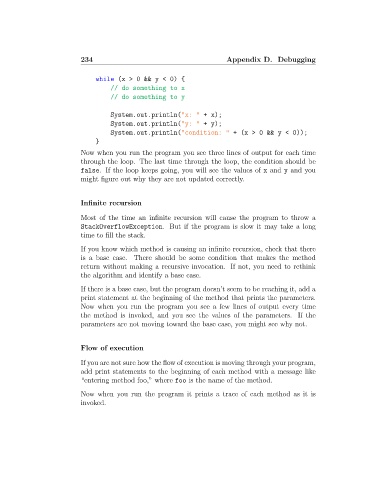 234 Appendix D. Debugging
while (x > 0 && y < 0) {
// do something to x
// do something to y
System.out.println("x: " + x);
System.out.println("y: " + y);
System.out.println("condition: " + (x > 0 && y < 0));
}
Now when you run the program you see three lines of output for each time
through the loop. The last time through the loop, the condition should be
false. If the loop keeps going, you will see the values of x and y and you
might figure out why they are not updated correctly.
Infinite recursion
Most of the time an infinite recursion will cause the program to throw a
StackOverflowException. But if the program is slow it may take a long
time to fill the stack.
If you know which method is causing an infinite recursion, check that there
is a base case. There should be some condition that makes the method
return without making a recursive invocation. If not, you need to rethink
the algorithm and identify a base case.
If there is a base case, but the program doesn't seem to be reaching it, add a
print statement at the beginning of the method that prints the parameters.
Now when you run the program you see a few lines of output every time
the method is invoked, and you see the values of the parameters. If the
parameters are not moving toward the base case, you might see why not.
Flow of execution
If you are not sure how the flow of execution is moving through your program,
add print statements to the beginning of each method with a message like
“entering method foo,” where foo is the name of the method.
Now when you run the program it prints a trace of each method as it is
invoked.